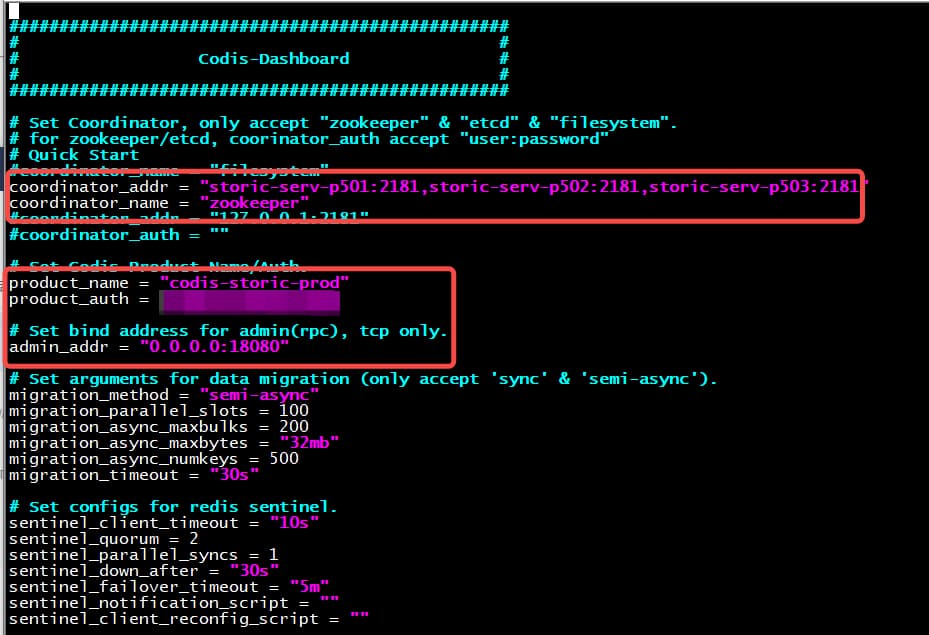 ##################################################
#                                                #
#                  Codis-Dashboard               #
#                                                #
##################################################
# Set Coordinator, only accept "zookeeper" & "etcd" & "filesystem".
# for zookeeper/etcd, coorinator_auth accept "user:password"
# Quick Start
#coordinator_name = "filesystem"
coordinator_addr = "storic-serv-p501:2181,storic-serv-p502:2181,storic-serv-p503:2181"
coordinator_name = "zookeeper"
#coordinator_addr = "127.0.0.1:2181"
#coordinator_auth = ""
# Set Codis Product Name/Auth.
product_name = "codis-storic-prod"
product_auth =
# Set bind address for admin(rpc), tcp only.
admin_addr = "0.0.0.0:18080"
# Set arguments for data migration (only accept 'sync' & 'semi-async').
migration_method = "semi-async"
migration_parallel_slots = 100
migration_async_maxbulks = 200
migration_async_maxbytes = "32mb"
migration_async_numkeys = 500
migration_timeout = "30s"
# Set configs for redis sentinel.
sentinel_client_timeout = "10s"
sentinel_quorum = 2
sentinel_parallel_syncs = 1
sentinel_down_after = "30s"
sentinel_failover_timeout = "5m"
sentinel_notification_script = ""
sentinel_client_reconfig_script = ""